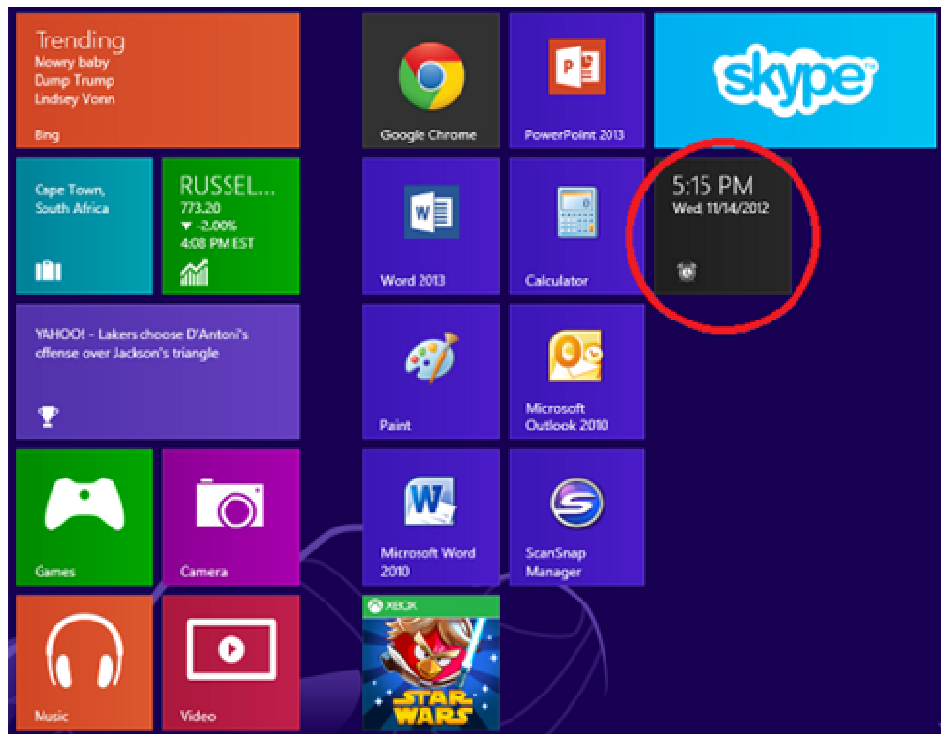 Trending
Mowry baby
Dump Trump
Lindsey Vonn
Bing
Google Chrome
PowerPoint 2013
skype™
Cape Town,
South Africa
RUSSEL...
773.20
▼ -2.00%
4:08 PM EST
Word 2013
Calculator
5:15 PM
Wed 11/14/2012
YAHOO! - Lakers choose D'Antoni's
offense over Jackson's triangle
Paint
Microsoft
Outlook 2010
Games
Camera
Microsoft Word
2010
ScanSnap
Manager
Music
Video
XBOX
STAR
WARS